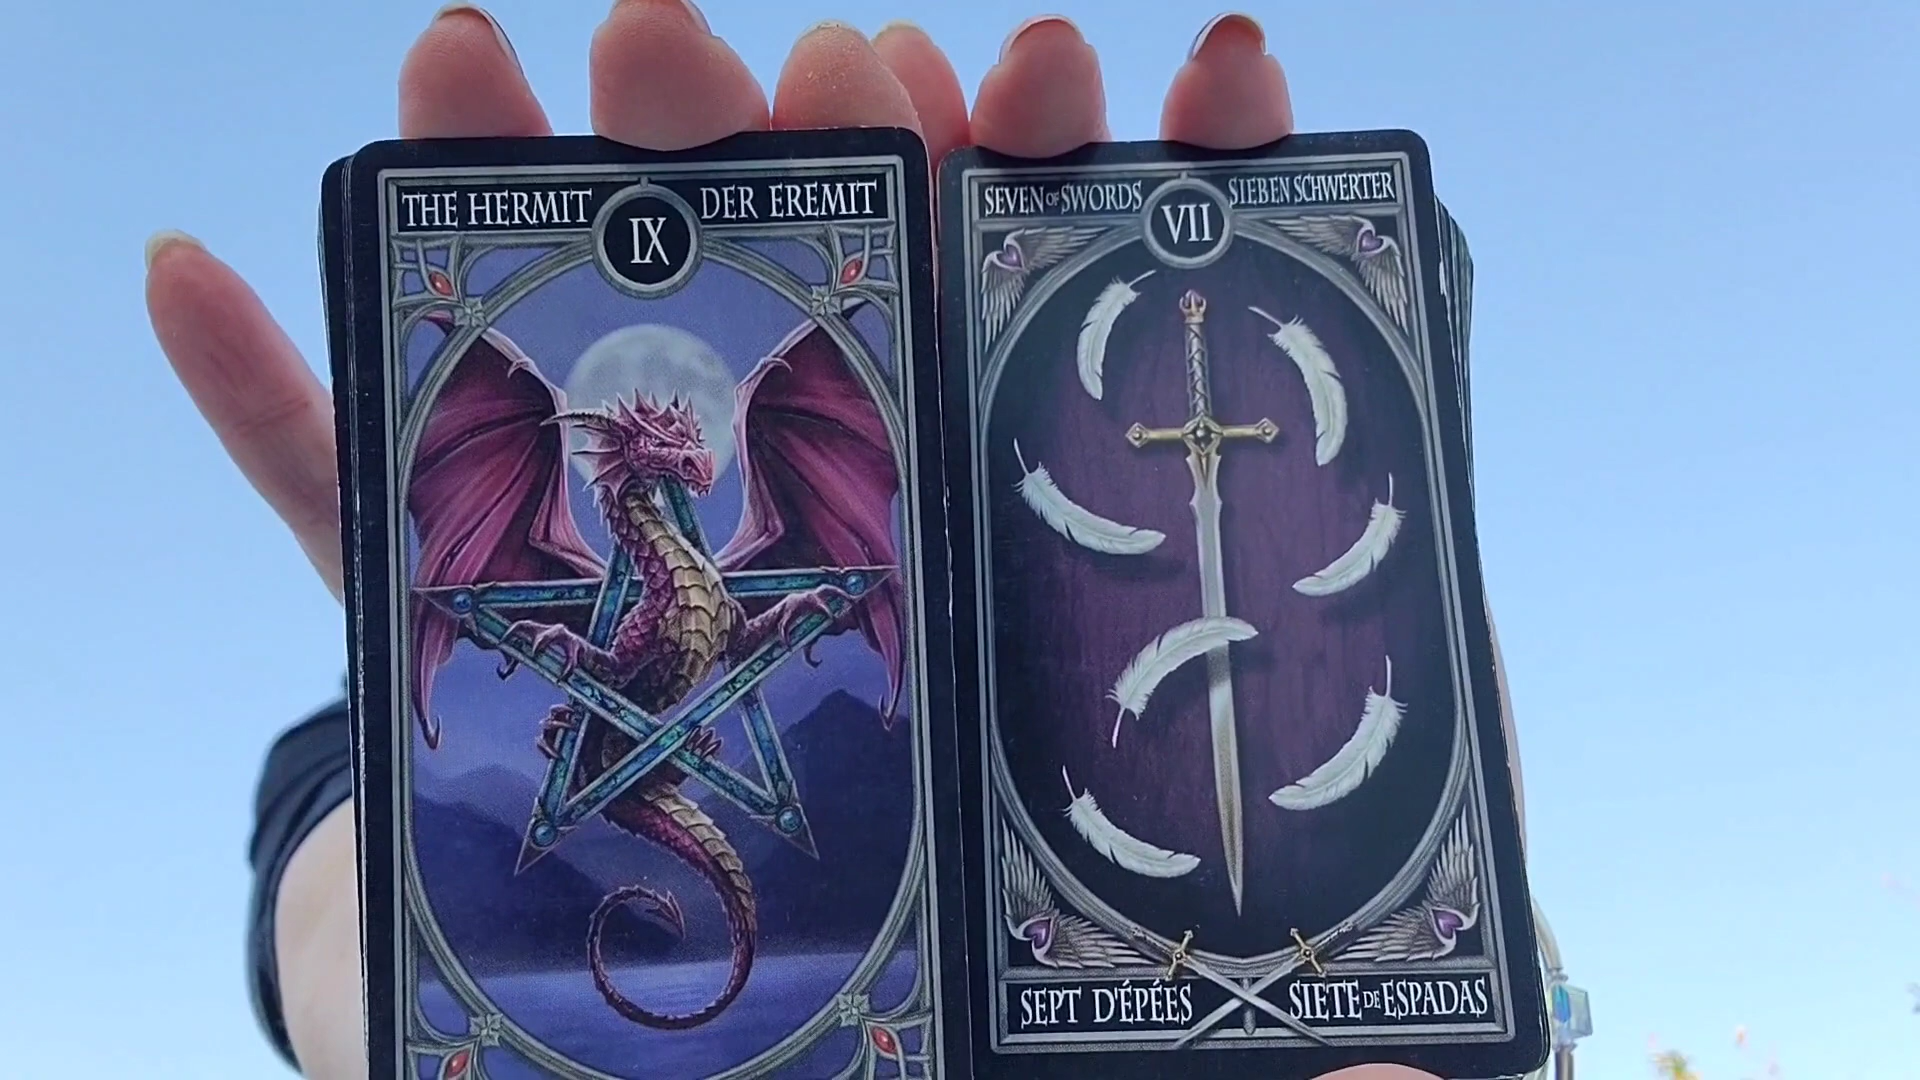 THE HERMIT IX DER EREMIT
SEVEN OF SWORDS VII SIEBEN SCHWERTER
SEPT D'ÉPÉES SIETE DE ESPADAS